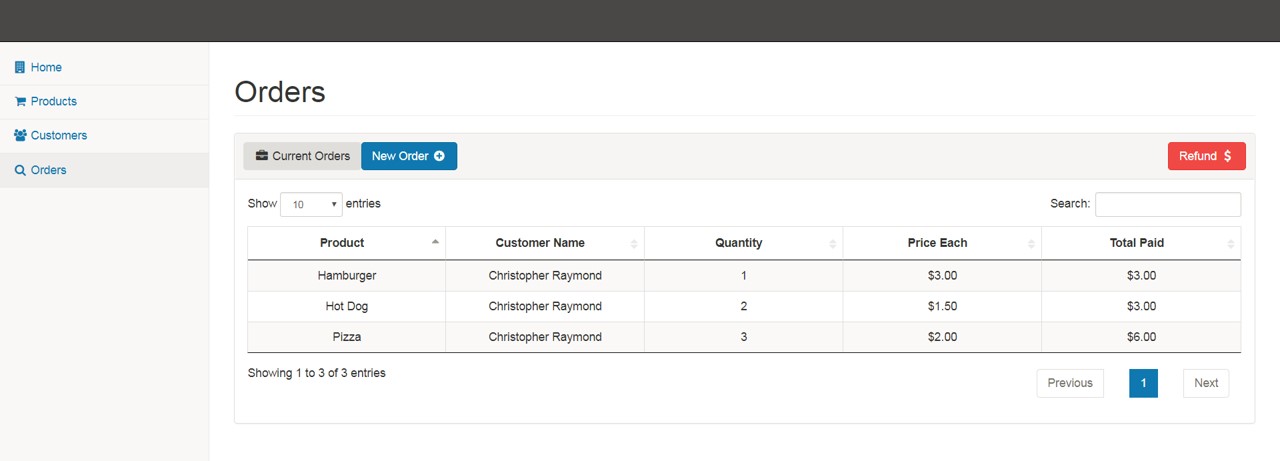 Home
Products
Customers
Orders
Orders
Current Orders New Order Refund $
Show 10 entries Search:
Product Customer Name Quantity Price Each Total Paid
Hamburger Christopher Raymond 1 $3.00 $3.00
Hot Dog Christopher Raymond 2 $1.50 $3.00
Pizza Christopher Raymond 3 $2.00 $6.00
Showing 1 to 3 of 3 entries
Previous 1 Next